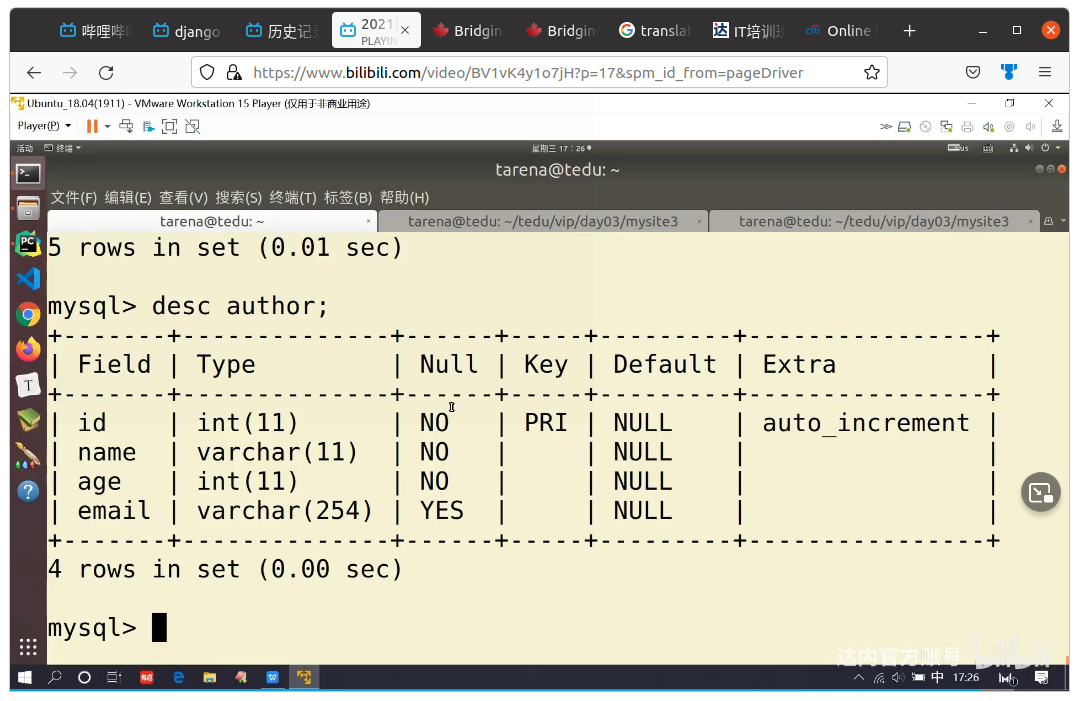 哔哩哔 django 历史记 2021 PLAYIN Bridgin Bridgin translat IT培训班 Online
https://www.bilibili.com/video/BV1vK4y1o7jH?p=17&spm_id_from=pageDriver
Ubuntu_18.04(1911) - VMware Workstation 15 Player (仅用于非商业用途)
Player(P)
活动 终端 星期三 17:26
tarena@tedu: ~
文件(F) 编辑(E) 查看(V) 搜索(S) 终端(T) 标签(B) 帮助(H)
tarena@tedu: ~ tarena@tedu: ~/tedu/vip/day03/mysite3 tarena@tedu: ~/tedu/vip/day03/mysite3
5 rows in set (0.01 sec)
mysql> desc author;
+-------+--------------+------+-----+---------+----------------+
| Field | Type         | Null | Key | Default | Extra          |
+-------+--------------+------+-----+---------+----------------+
| id    | int(11)      | NO   | PRI | NULL    | auto_increment |
| name  | varchar(11)  | NO   |     | NULL    |                |
| age   | int(11)      | NO   |     | NULL    |                |
| email | varchar(254) | YES  |     | NULL    |                |
+-------+--------------+------+-----+---------+----------------+
4 rows in set (0.00 sec)
mysql>
达内官方账号 bilibili
中 17:26